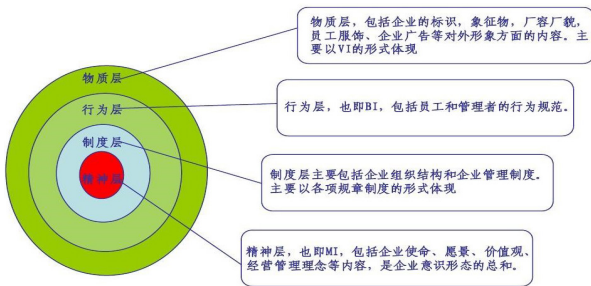 物质层，包括企业的标识，象征物，厂容厂貌，
员工服饰、企业广告等对外形象方面的内容。主
要以VI的形式体现
物质层
行为层
行为层，也即BI，包括员工和管理者的行为规范。
制度层
制度层主要包括企业组织结构和企业管理制度。
主要以各项规章制度的形式体现
精神层
精神层，也即MI，包括企业使命、愿景、价值观、
经营管理理念等内容，是企业意识形态的总和。